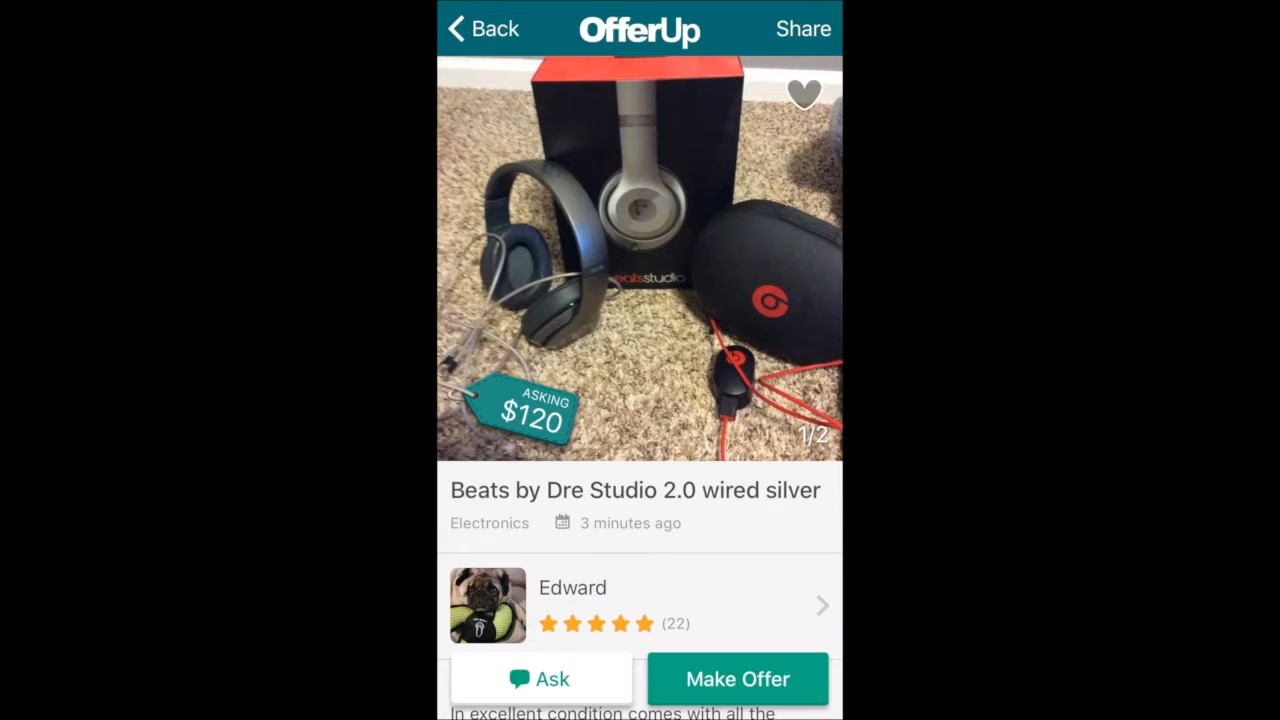 Back
OfferUp
Share
beatsstudio
ASKING
$120
1/2
Beats by Dre Studio 2.0 wired silver
Electronics
3 minutes ago
Edward
(22)
Ask
Make Offer
In excellent condition comes with all the